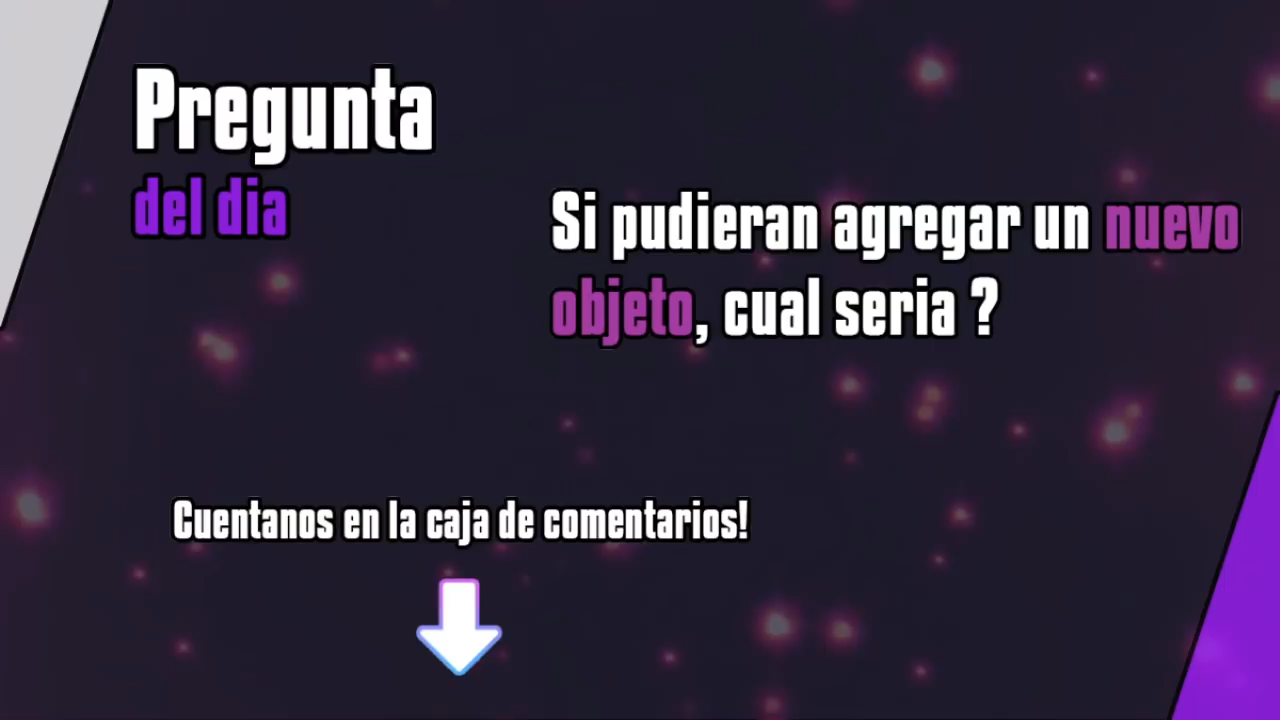 Pregunta
del dia
Si pudieran agregar un nuevo
objeto, cual seria ?
Cuentanos en la caja de comentarios!